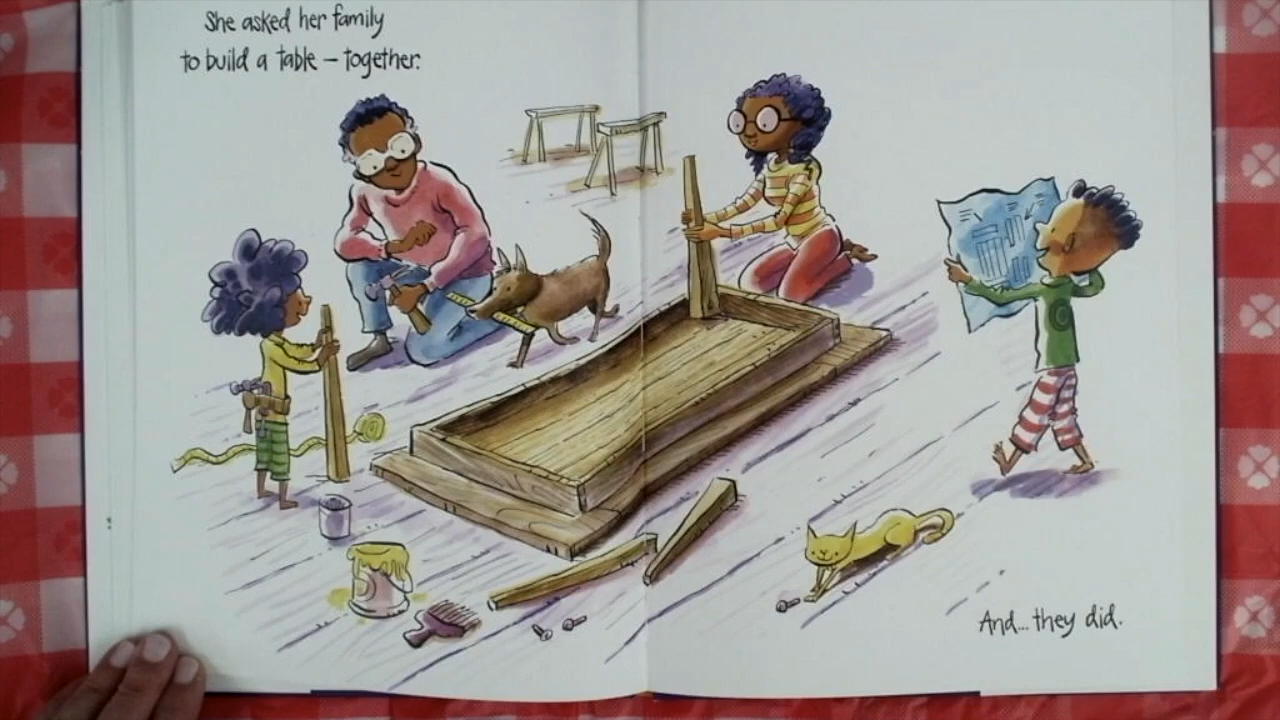 She asked her family
to build a table – together.
And... they did.